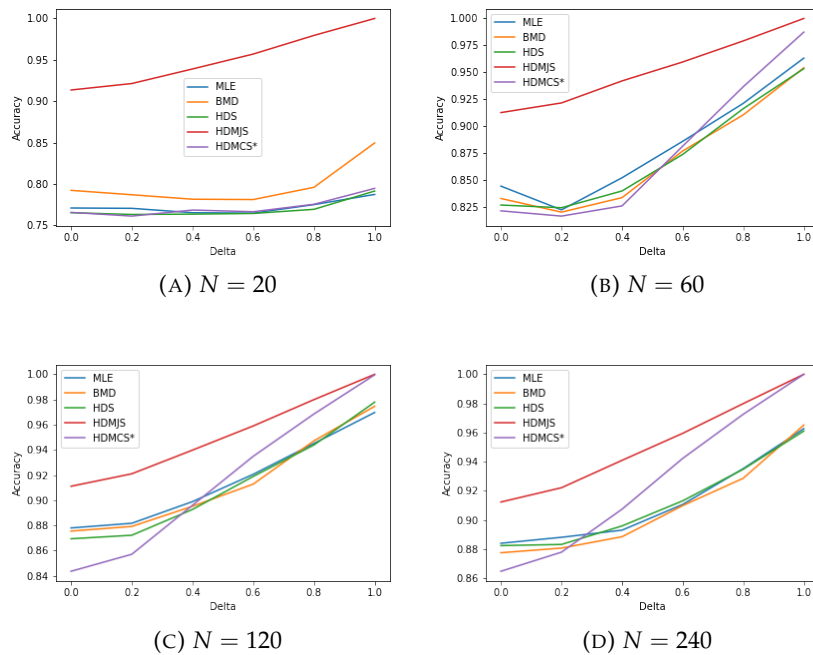 1.00
0.95
0.90
0.85
0.80
0.75
Accuracy
MLE
BMD
HDS
HDMJS
HDMCS*
0.0 0.2 0.4 0.6 0.8 1.0
Delta
(A) N = 20
1.000
0.975
0.950
0.925
0.900
0.875
0.850
0.825
Accuracy
MLE
BMD
HDS
HDMJS
HDMCS*
0.0 0.2 0.4 0.6 0.8 1.0
Delta
(B) N = 60
1.00
0.98
0.96
0.94
0.92
0.90
0.88
0.86
0.84
Accuracy
MLE
BMD
HDS
HDMJS
HDMCS*
0.0 0.2 0.4 0.6 0.8 1.0
Delta
(C) N = 120
1.00
0.98
0.96
0.94
0.92
0.90
0.88
0.86
Accuracy
MLE
BMD
HDS
HDMJS
HDMCS*
0.0 0.2 0.4 0.6 0.8 1.0
Delta
(D) N = 240